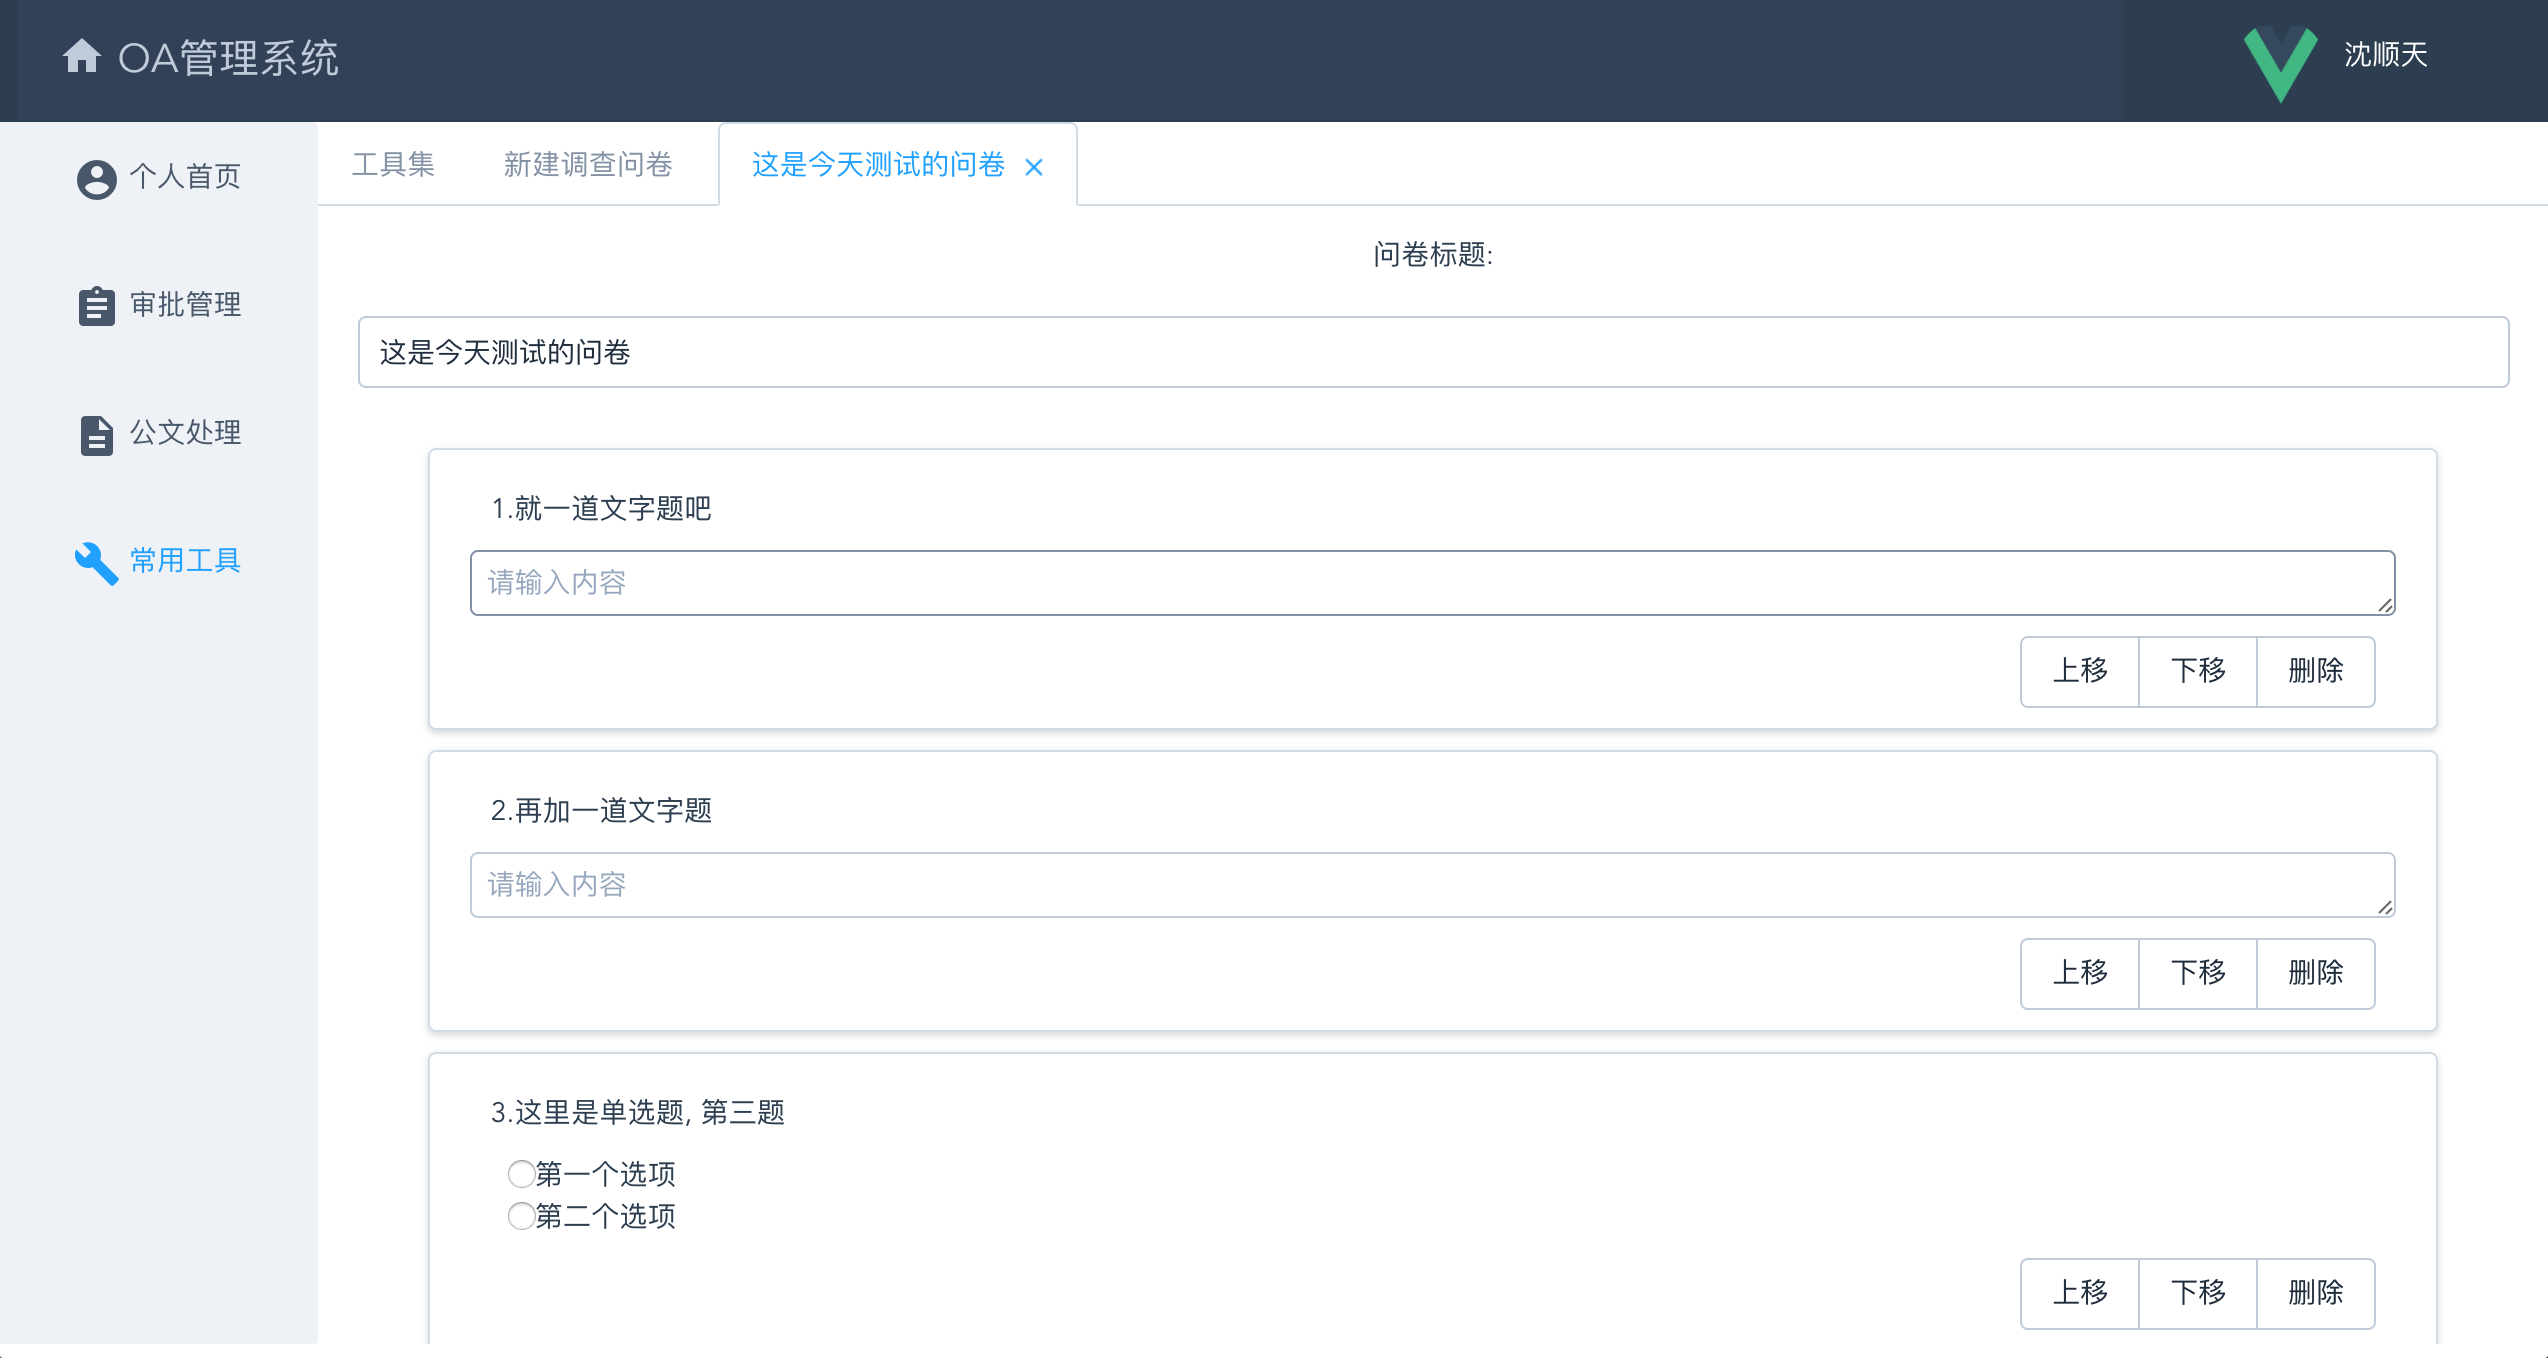 OA管理系统
沈顺天
个人首页
审批管理
公文处理
常用工具
工具集 新建调查问卷 这是今天测试的问卷
问卷标题:
这是今天测试的问卷
1.就一道文字题吧
请输入内容
上移 下移 删除
2.再加一道文字题
请输入内容
上移 下移 删除
3.这里是单选题, 第三题
第一个选项
第二个选项
上移 下移 删除